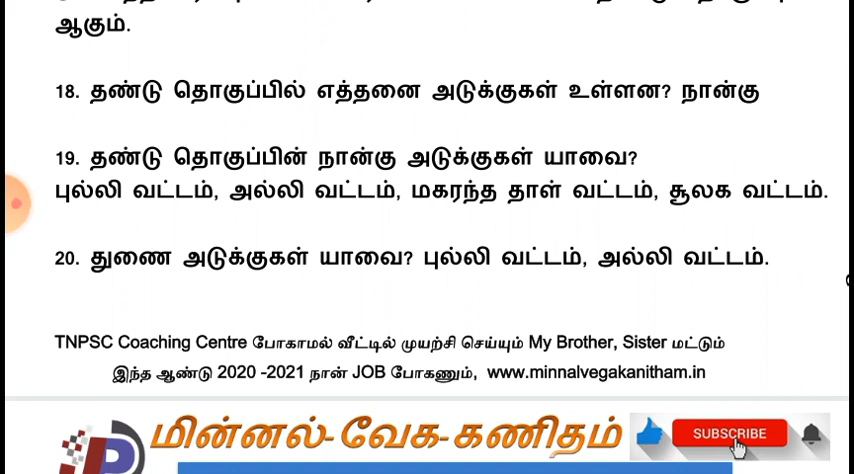 ஆகும்.
18. தண்டு தொகுப்பில் எத்தனை அடுக்குகள் உள்ளன? நான்கு
19. தண்டு தொகுப்பின் நான்கு அடுக்குகள் யாவை?
புல்லி வட்டம், அல்லி வட்டம், மகரந்த தாள் வட்டம், சூலக வட்டம்.
20. துணை அடுக்குகள் யாவை? புல்லி வட்டம், அல்லி வட்டம்.
TNPSC Coaching Centre போகாமல் வீட்டில் முயற்சி செய்யும் My Brother, Sister மட்டும்
இந்த ஆண்டு 2020 -2021 நான் JOB போகணும், www.minnalvegakanitham.in
மின்னல்-வேக-கணிதம்
SUBSCRIBE